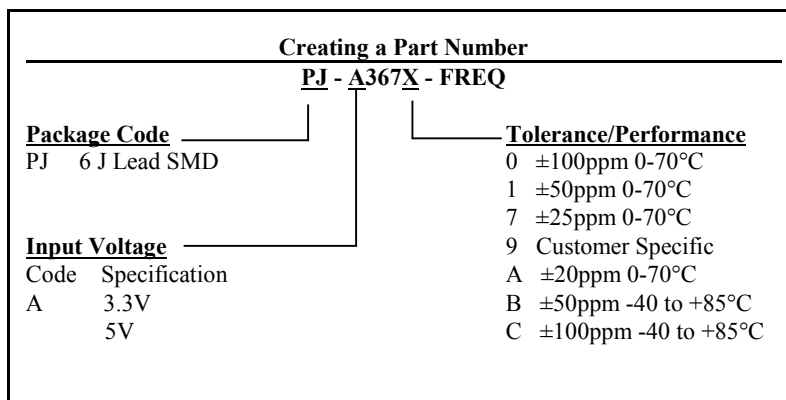 Creating a Part Number
PJ - A367X - FREQ
Package Code
PJ 6 J Lead SMD
Input Voltage
Code Specification
A 3.3V
5V
Tolerance/Performance
0 ±100ppm 0-70°C
1 ±50ppm 0-70°C
7 ±25ppm 0-70°C
9 Customer Specific
A ±20ppm 0-70°C
B ±50ppm -40 to +85°C
C ±100ppm -40 to +85°C